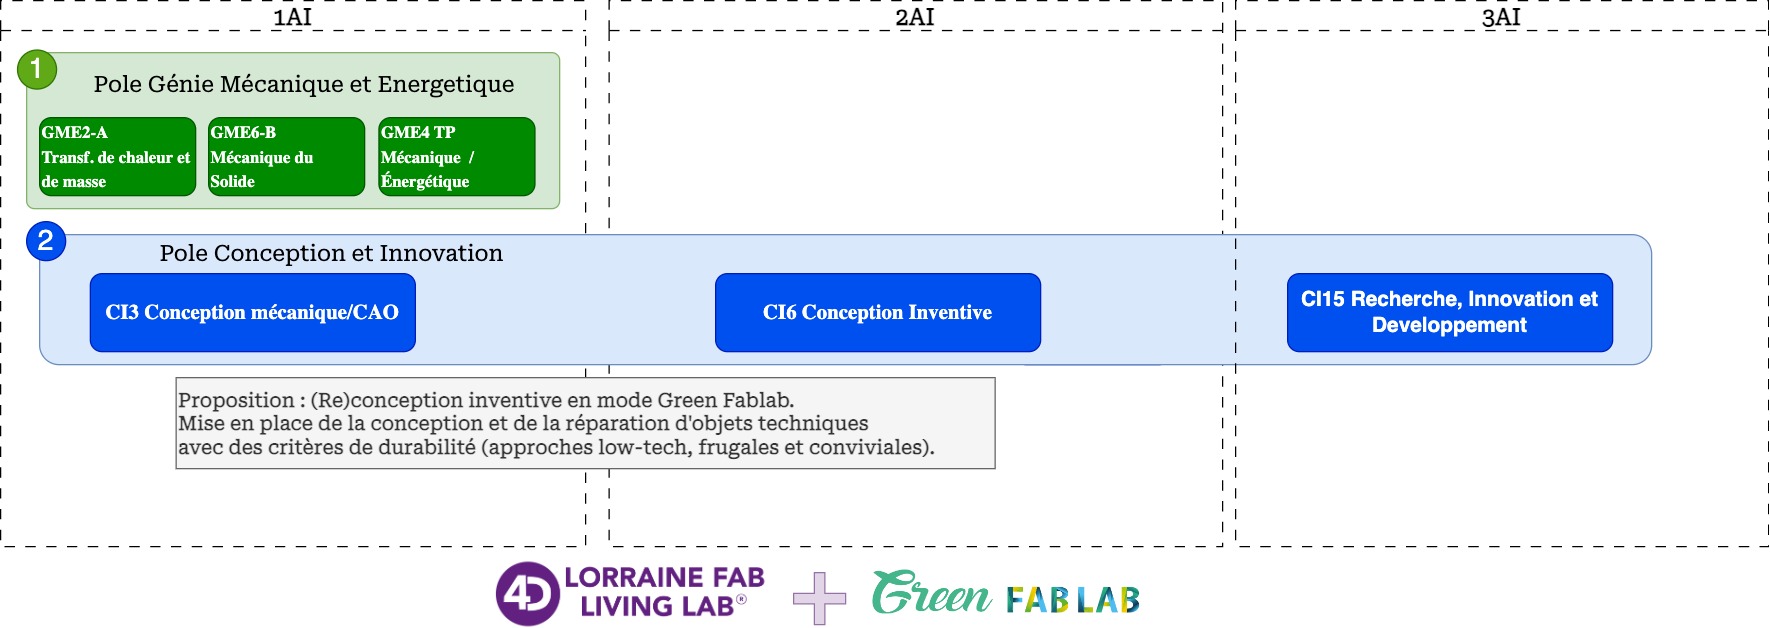 1AI
2AI
3AI
1
Pole Génie Mécanique et Energetique
GME2-A
Transf. de chaleur et
de masse
GME6-B
Mécanique du
Solide
GME4 TP
Mécanique /
Énergétique
2
Pole Conception et Innovation
CI3 Conception mécanique/CAO
CI6 Conception Inventive
CI15 Recherche, Innovation et
Developpement
Proposition : (Re)conception inventive en mode Green Fablab.
Mise en place de la conception et de la réparation d'objets techniques
avec des critères de durabilité (approches low-tech, frugales et conviviales).
4D
LORRAINE FAB
LIVING LAB®
Green FAB LAB